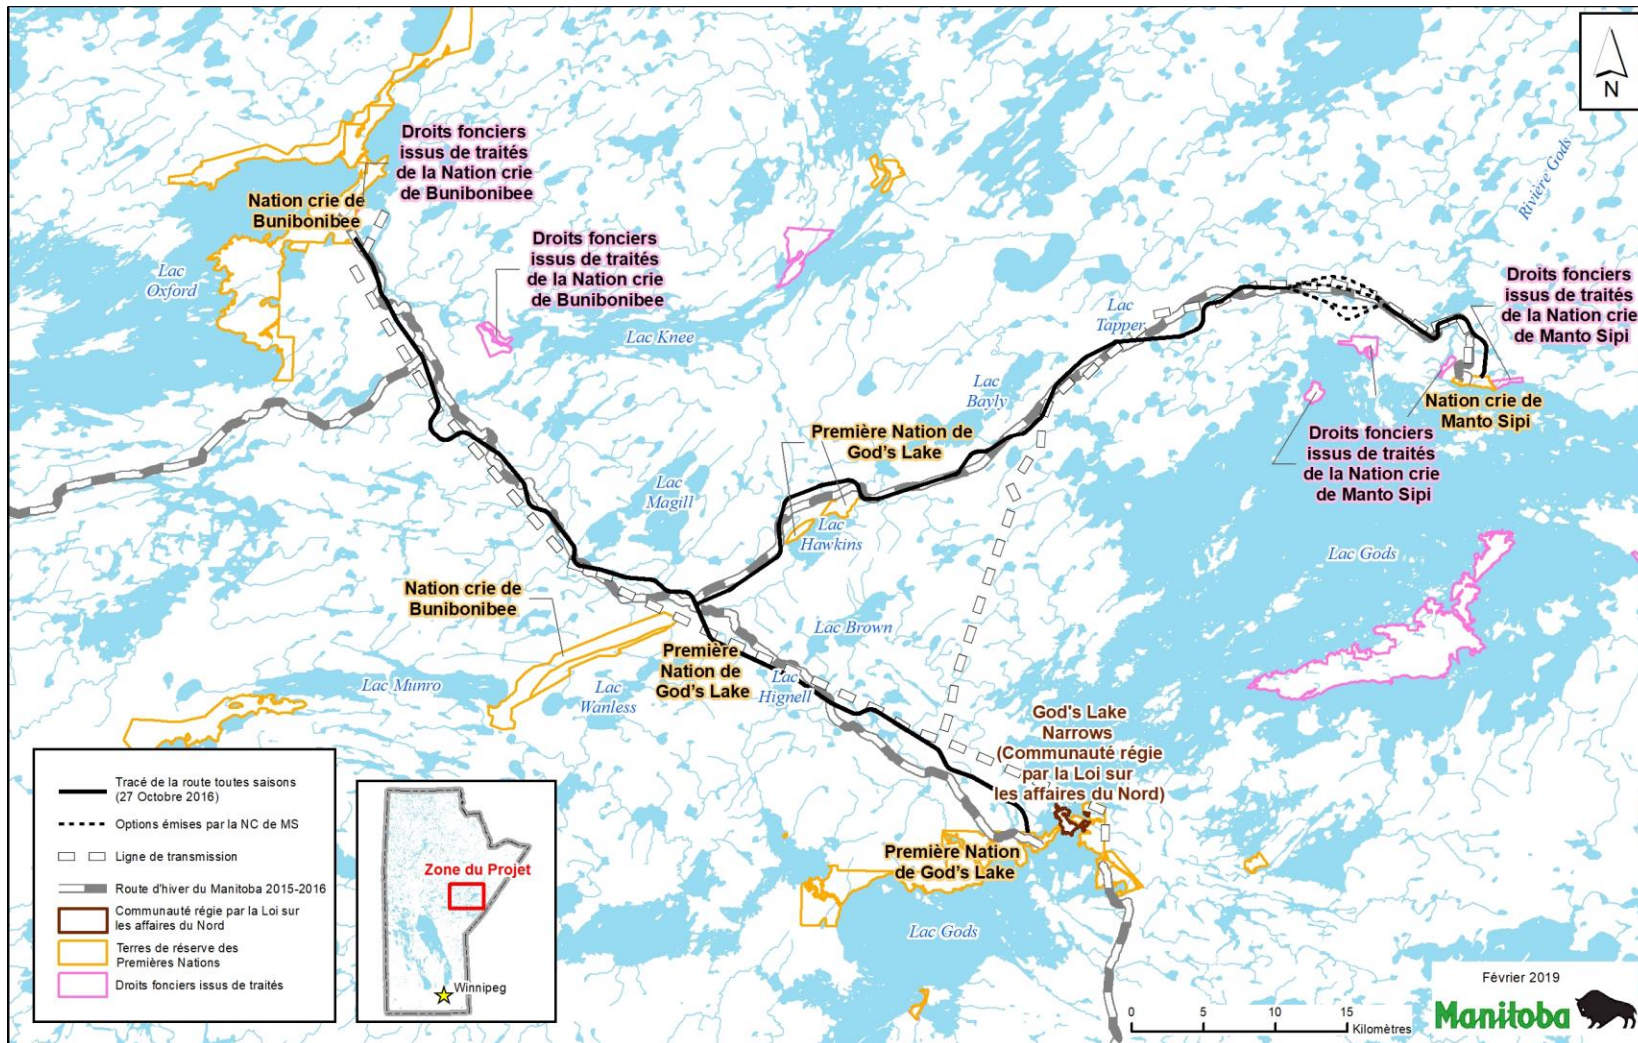 N
Droits fonciers
issus de traités
de la Nation crie
de Bunibonibee
Nation crie de
Bunibonibee
Rivière Gods
Droits fonciers
issus de traités
de la Nation crie
de Bunibonibee
Lac
Oxford
Lac Knee
Lac
Tapper
Droits fonciers
issus de traités
de la Nation crie
de Manto Sipi
Lac
Bayly
Nation crie de
Manto Sipi
Première Nation de
God's Lake
Droits fonciers
issus de traités
de la Nation crie
de Manto Sipi
Lac
Magill
Lac
Hawkins
Lac Gods
Nation crie de
Bunibonibee
Lac Brown
Première
Nation de
God's Lake
Lac Munro
Lac
Wanless
Lac
Hignell
God's Lake
Narrows
(Communauté régie
par la Loi sur
les affaires du Nord)
Première Nation
de God's Lake
Lac Gods
Tracé de la route toutes saisons
(27 Octobre 2016)
Options émises par la NC de MS
Ligne de transmission
Route d'hiver du Manitoba 2015-2016
Communauté régie par la Loi sur
les affaires du Nord
Terres de réserve des
Premières Nations
Droits fonciers issus de traités
Zone du Projet
Winnipeg
Février 2019
0 5 10 15
Kilomètres
Manitoba